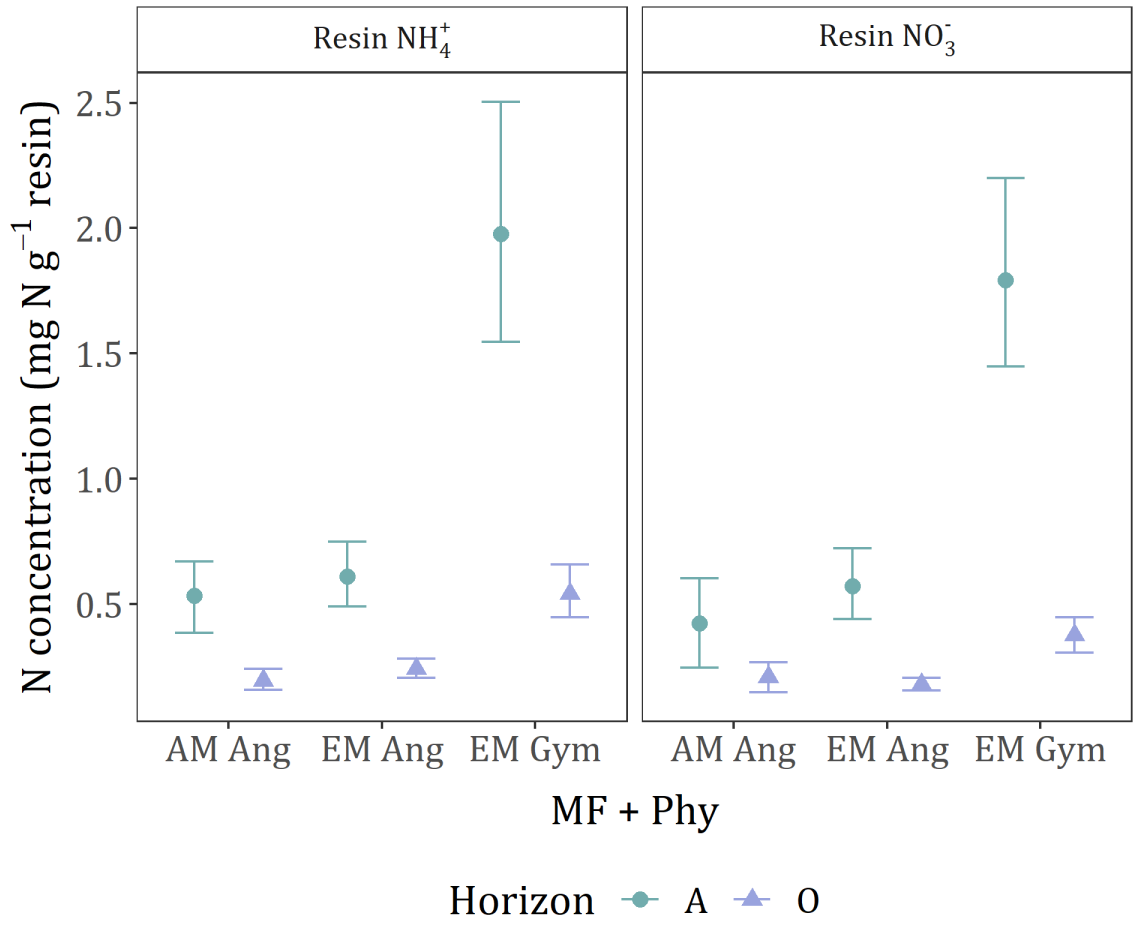 Resin NH₄⁺
Resin NO₃⁻
N concentration (mg N g⁻¹ resin)
2.5
2.0
1.5
1.0
0.5
AM Ang EM Ang EM Gym AM Ang EM Ang EM Gym
MF + Phy
Horizon A O